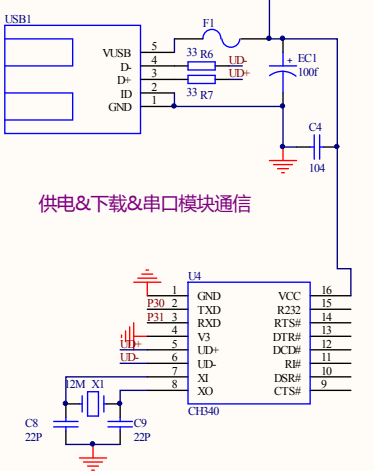 USB1
F1
VUSB 5
D- 4 33 R6 UD-
D+ 3 UD+
ID 2 33 R7
GND 1
EC1
+
100f
C4
104
供电&下载&串口模块通信
U4
1 GND VCC 16
P30 2 TXD R232 15
P31 3 RXD RTS# 14
4 V3 DTR# 13
UD+ 5 UD+ DCD# 12
UD- 6 UD- RI# 11
7 XI DSR# 10
8 XO CTS# 9
CH340
12M X1
C8 C9
22P 22P